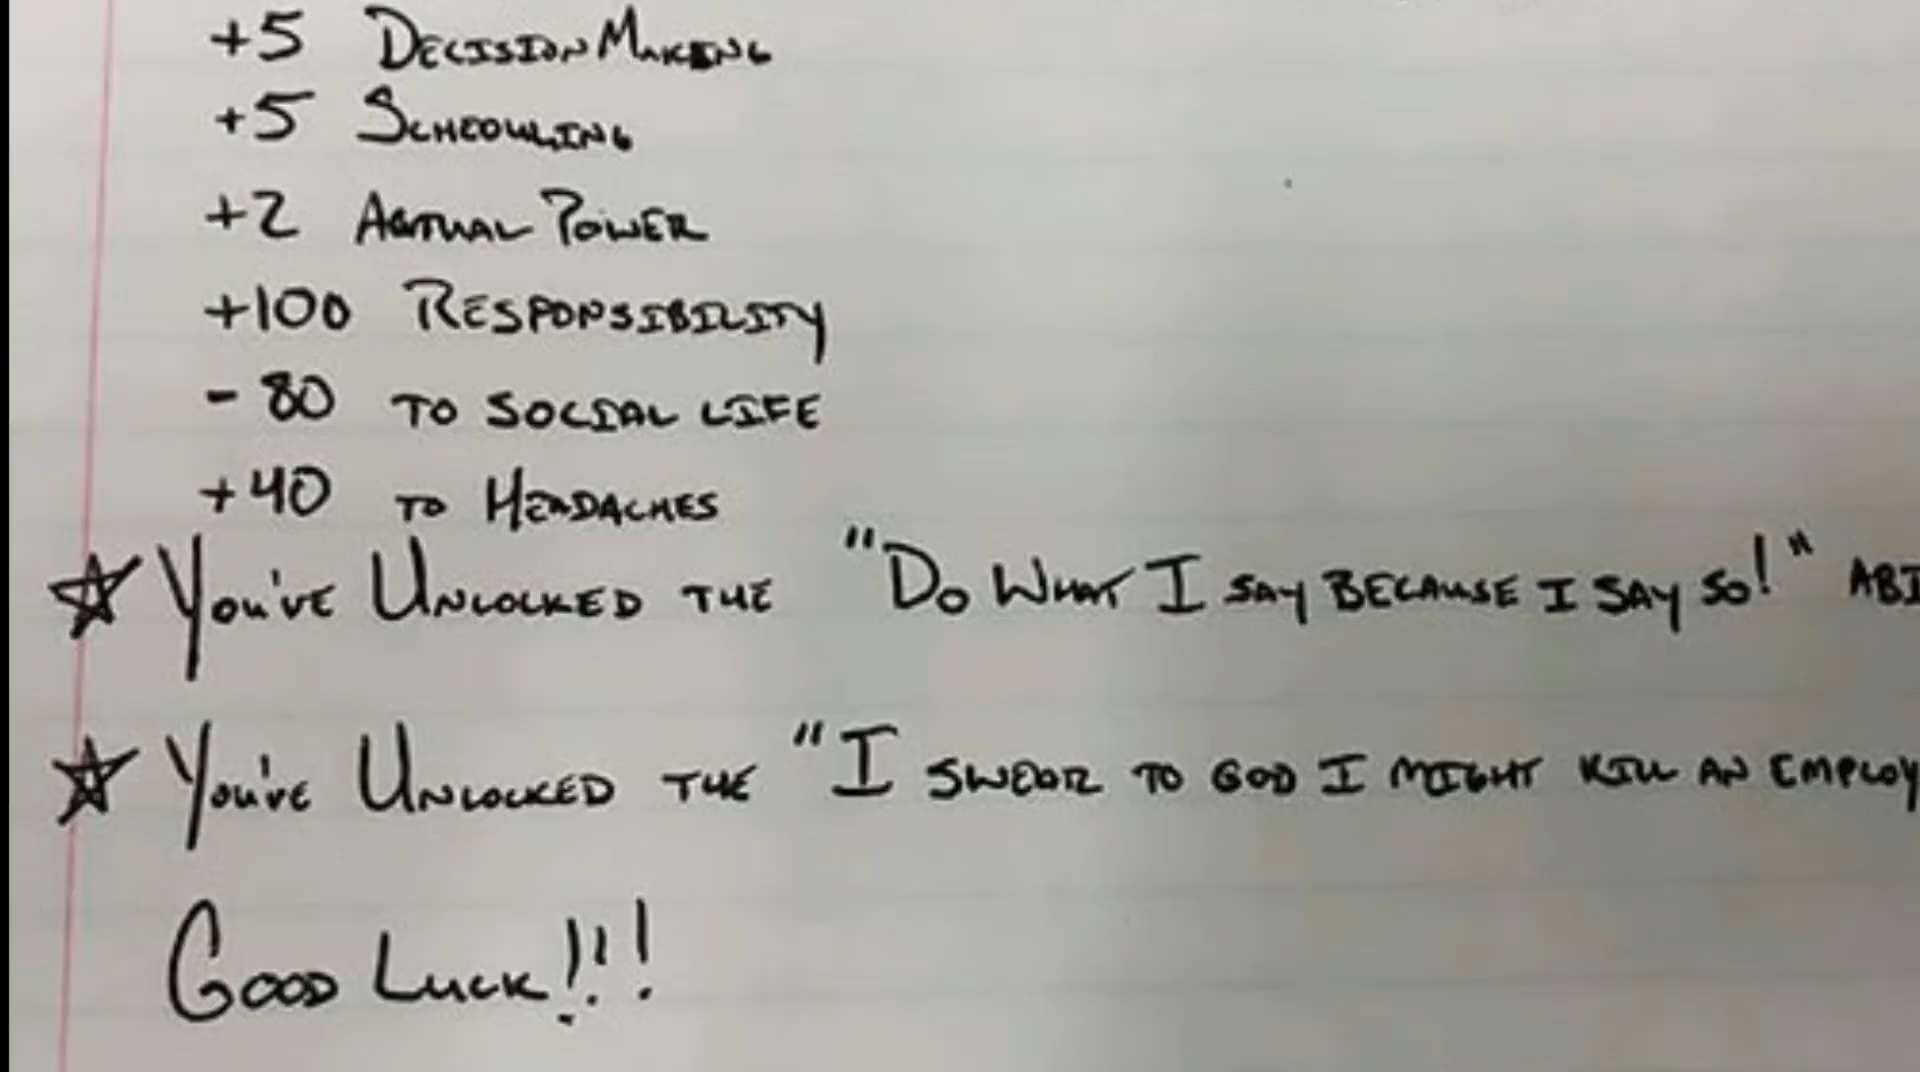 +5 DECISION MAKING
+5 SCHEDULING
+2 ACTUAL POWER
+100 RESPONSIBILITY
- 80 TO SOCIAL LIFE
+40 TO HEADACHES
☆ YOU'VE UNLOCKED THE "DO WHAT I SAY BECAUSE I SAY SO!" ABI
☆ YOU'VE UNLOCKED THE "I SWEAR TO GOD I MIGHT KILL AN EMPLOY
GOOD LUCK!!!